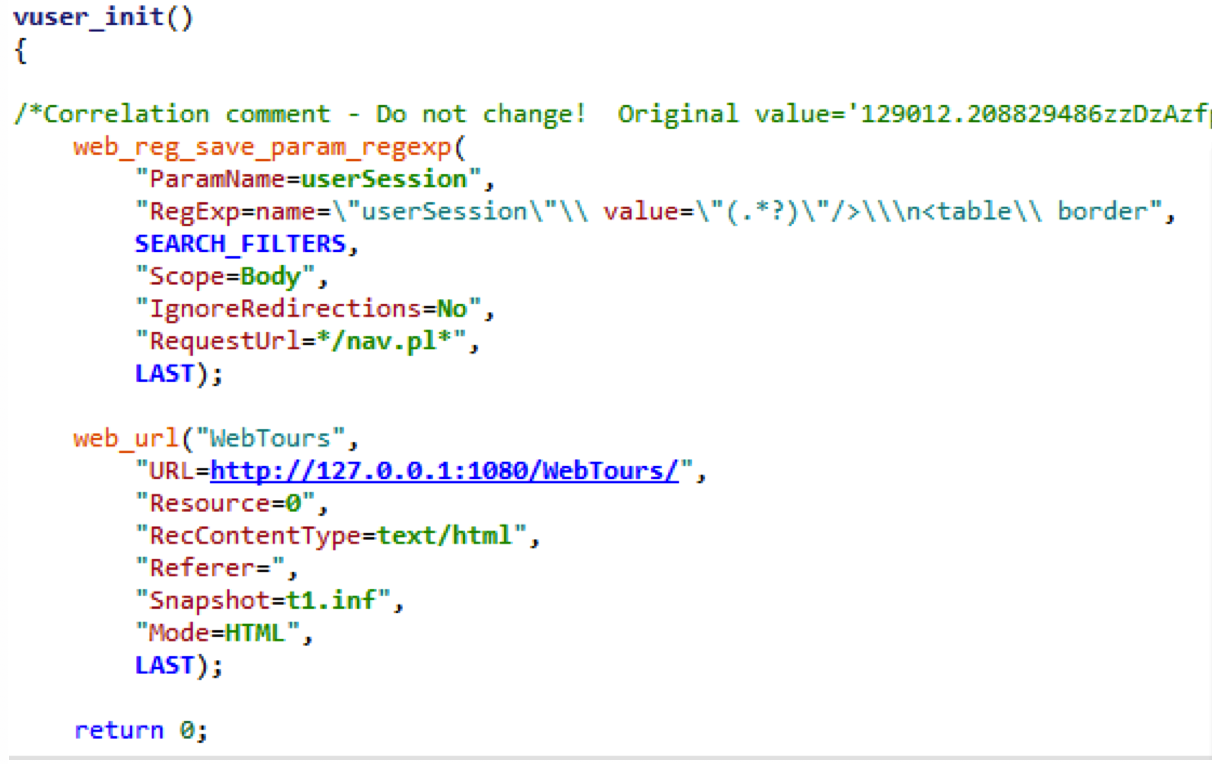 vuser_init()
{
/*Correlation comment - Do not change!  Original value='129012.208829486zzDzAzf
web_reg_save_param_regexp(
"ParamName=userSession",
"RegExp=name=\"userSession\"\\ value=\"(.*?)\"/>\\\n<table\\ border",
SEARCH_FILTERS,
"Scope=Body",
"IgnoreRedirections=No",
"RequestUrl=*/nav.pl*",
LAST);
web_url("WebTours",
"URL=http://127.0.0.1:1080/WebTours/",
"Resource=0",
"RecContentType=text/html",
"Referer=",
"Snapshot=t1.inf",
"Mode=HTML",
LAST);
return 0;